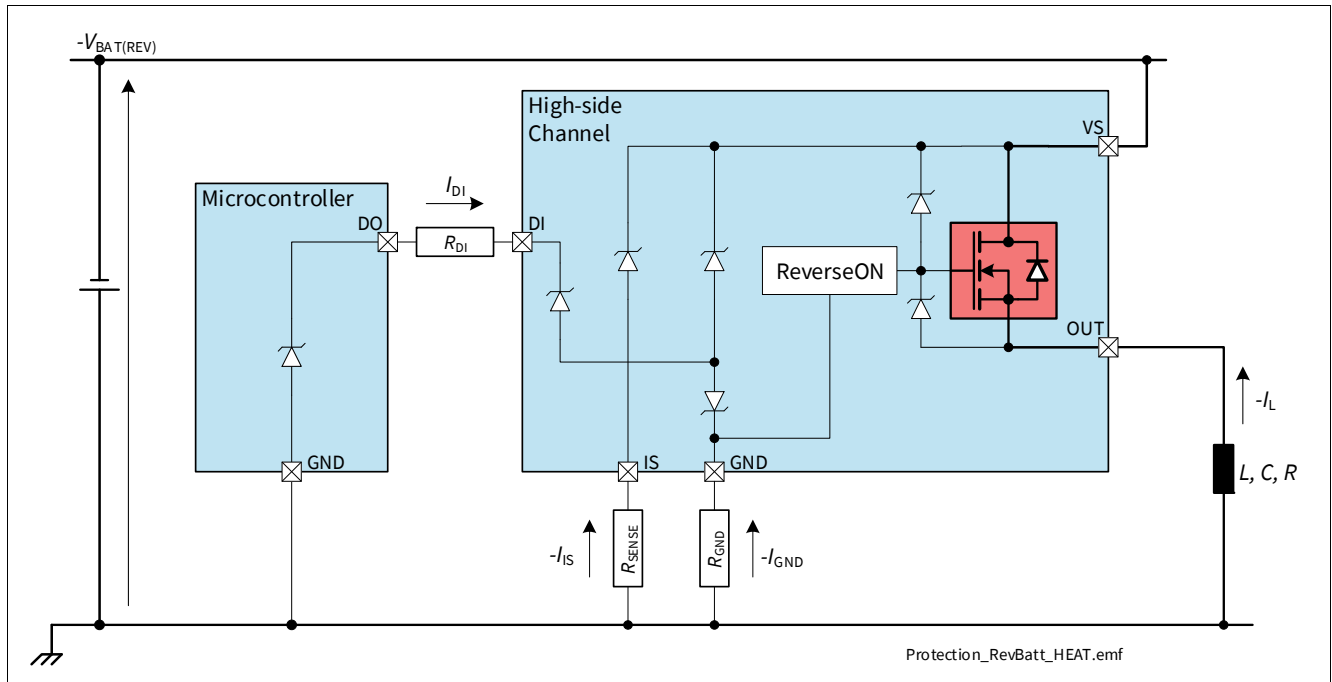 -VBAT(REV)
High-side
Channel
VS
Microcontroller
IDI
DO
RDI
DI
ReverseON
OUT
-IL
GND
IS
GND
L, C, R
-IIS
RSENSE
RGND
-IGND
Protection_RevBatt_HEAT.emf